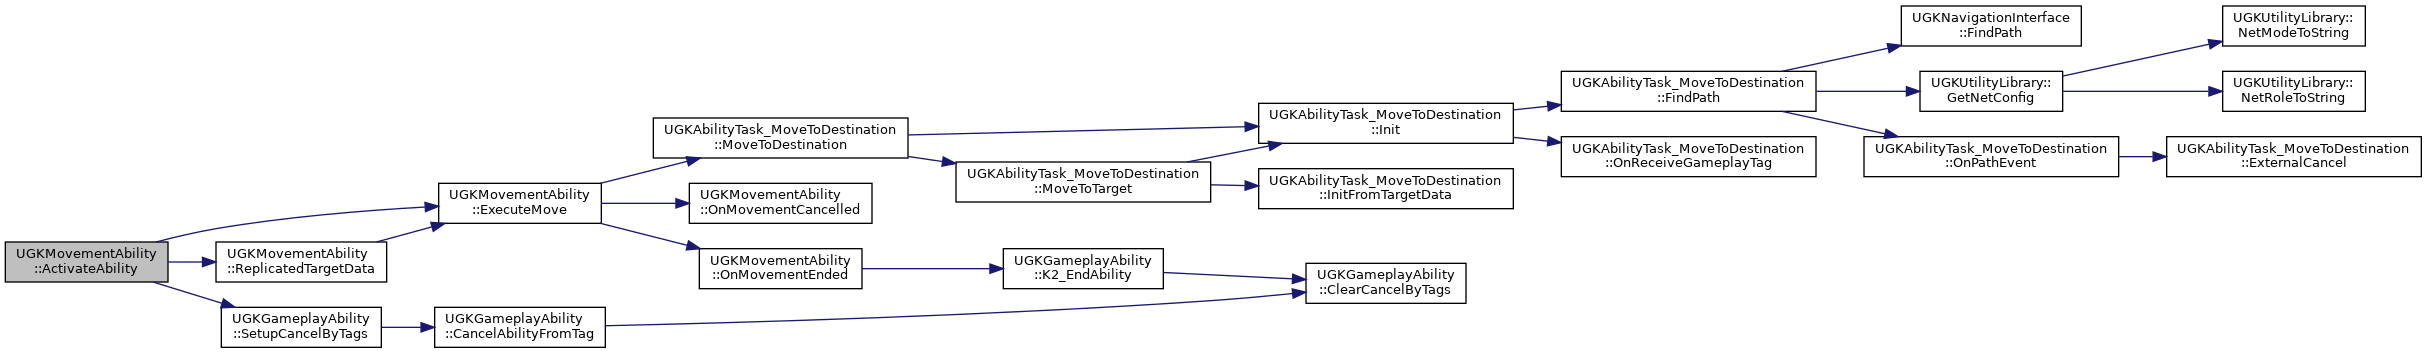 UGKMovementAbility
::ActivateAbility
UGKMovementAbility
::ReplicatedTargetData
UGKGameplayAbility
::SetupCancelByTags
UGKMovementAbility
::ExecuteMove
UGKGameplayAbility
::CancelAbilityFromTag
UGKAbilityTask_MoveToDestination
::MoveToDestination
UGKMovementAbility
::OnMovementCancelled
UGKMovementAbility
::OnMovementEnded
UGKAbilityTask_MoveToDestination
::MoveToTarget
UGKGameplayAbility
::K2_EndAbility
UGKAbilityTask_MoveToDestination
::Init
UGKAbilityTask_MoveToDestination
::InitFromTargetData
UGKGameplayAbility
::ClearCancelByTags
UGKAbilityTask_MoveToDestination
::FindPath
UGKAbilityTask_MoveToDestination
::OnReceiveGameplayTag
UGKNavigationInterface
::FindPath
UGKUtilityLibrary::
GetNetConfig
UGKAbilityTask_MoveToDestination
::OnPathEvent
UGKUtilityLibrary::
NetModeToString
UGKUtilityLibrary::
NetRoleToString
UGKAbilityTask_MoveToDestination
::ExternalCancel